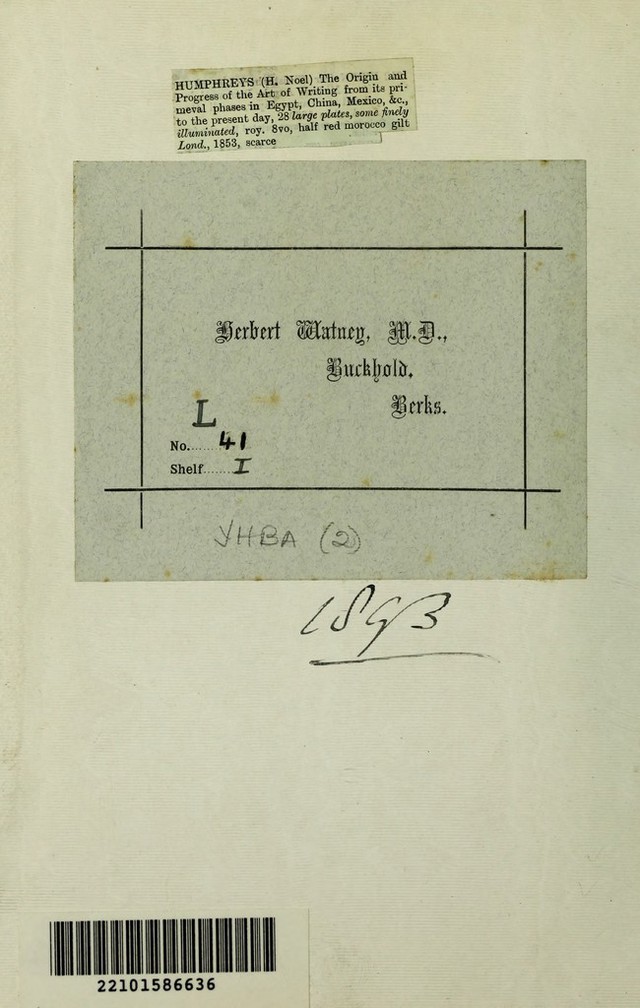 HUMPHREYS (H. Noel) The Origin and
Progress of the Art of Writing from its pri-
meval phases in Egypt, China, Mexico, &c.,
to the present day, 28 large plates, some finely
illuminated, roy. 8vo, half red morocco gilt
Lond., 1853, scarce
Herbert Watney, M.D.,
Buckhold.
Berks.
L
No. ...... 41
Shelf ....... I
YHBA (2)
1893
22101586636